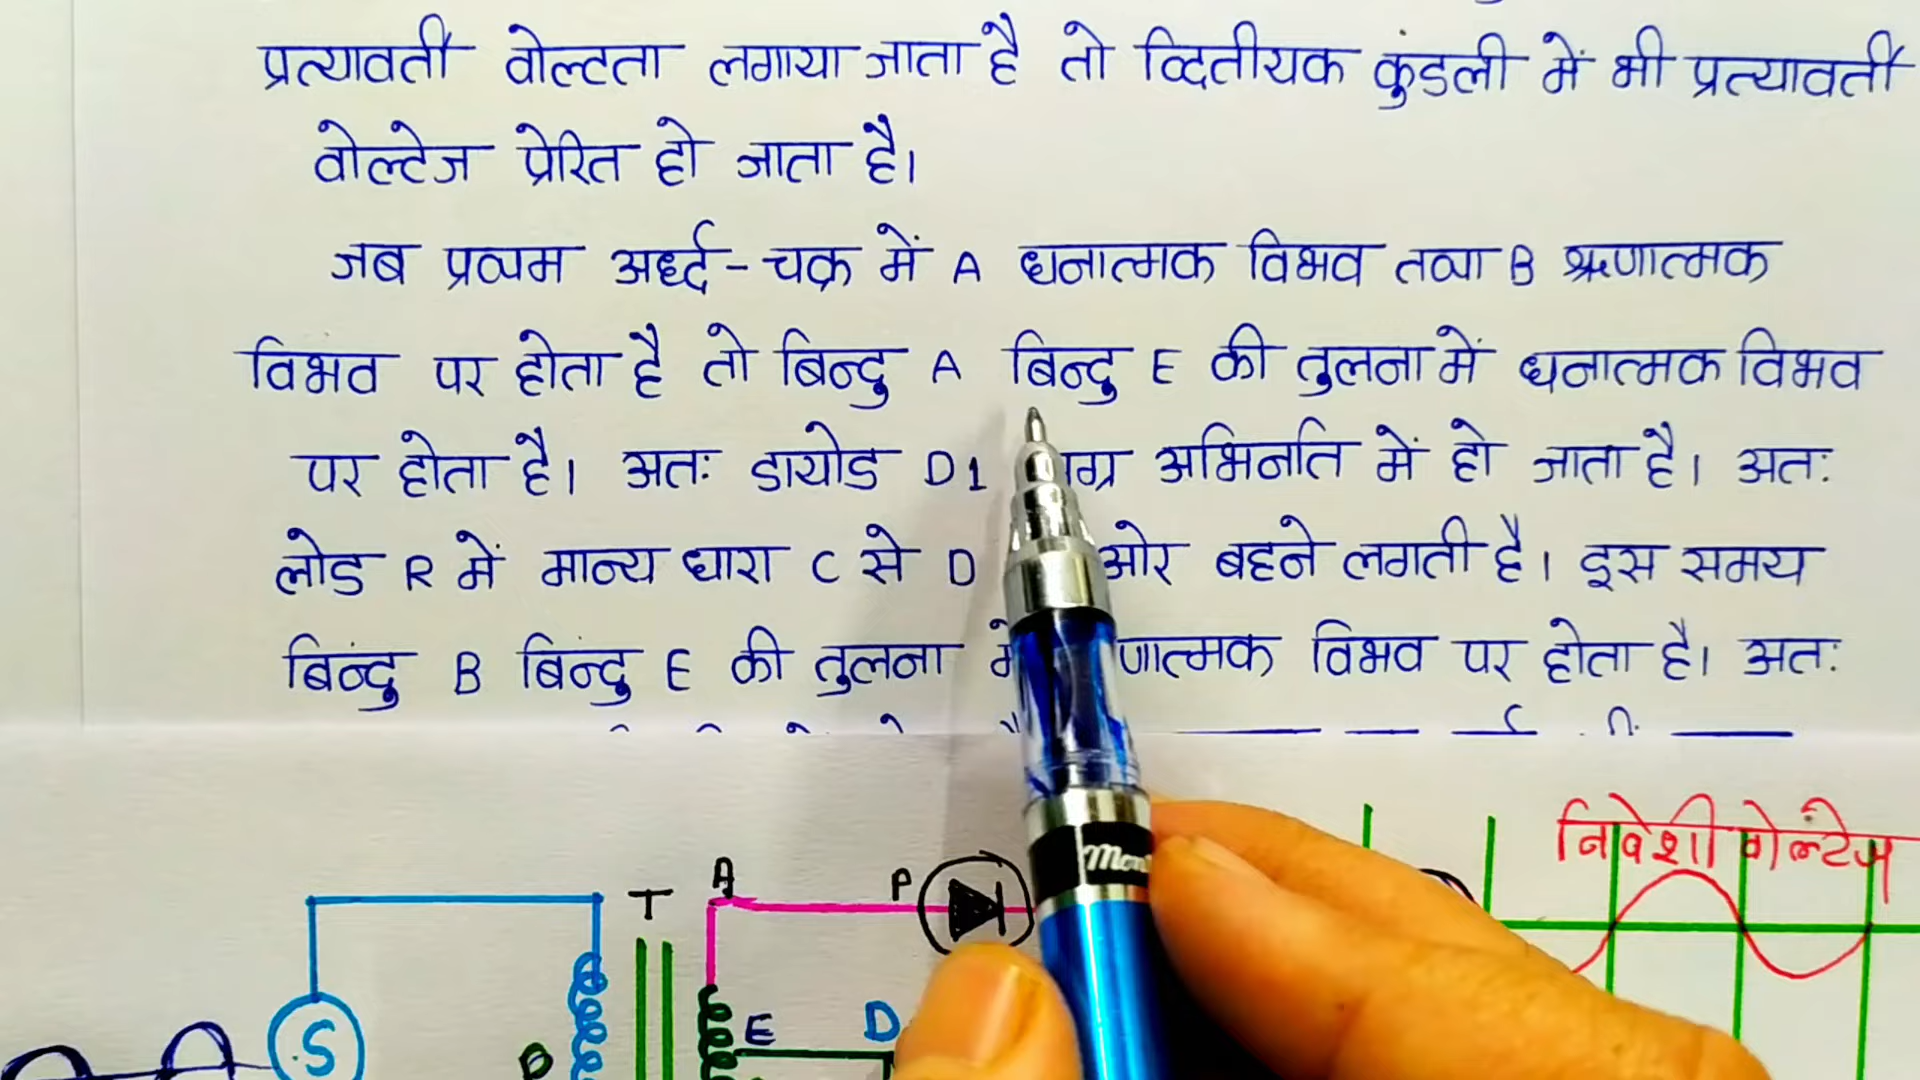 प्रत्यावर्ती वोल्टता लगाया जाता है तो द्वितीयक कुंडली में भी प्रत्यावर्ती
वोल्टेज प्रेरित हो जाता है।
जब प्रथम अर्ध्द-चक्र में A धनात्मक विभव तथा B ऋणात्मक
विभव पर होता है तो बिन्दु A बिन्दु E की तुलना में धनात्मक विभव
पर होता है। अतः डायोड D1 ग्र अभिनति में हो जाता है। अतः
लोड R में मान्य धारा C से D ओर बहने लगती है। इस समय
बिंन्दु B बिन्दु E की तुलना में णात्मक विभव पर होता है। अतः
निवेशी वोल्टेज
T A P
S E D
Mon